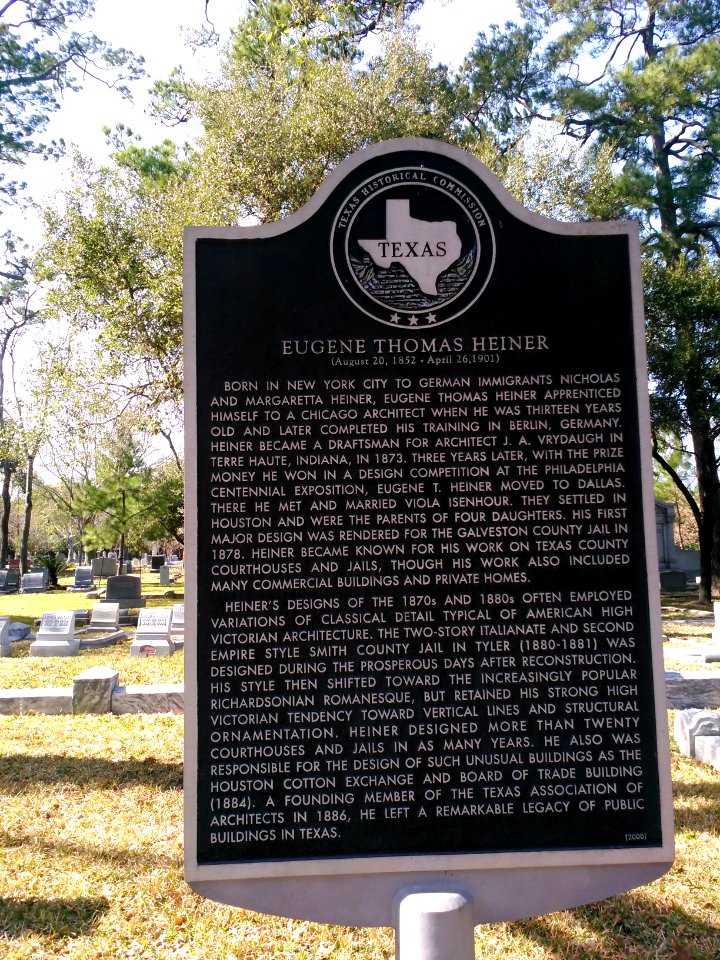 TEXAS HISTORICAL COMMISSION
TEXAS
EUGENE THOMAS HEINER
(August 20, 1852 - April 26,1901)
BORN IN NEW YORK CITY TO GERMAN IMMIGRANTS NICHOLAS
AND MARGARETTA HEINER, EUGENE THOMAS HEINER APPRENTICED
HIMSELF TO A CHICAGO ARCHITECT WHEN HE WAS THIRTEEN YEARS
OLD AND LATER COMPLETED HIS TRAINING IN BERLIN, GERMANY.
HEINER BECAME A DRAFTSMAN FOR ARCHITECT J. A. VRYDAUGH IN
TERRE HAUTE, INDIANA, IN 1873. THREE YEARS LATER, WITH THE PRIZE
MONEY HE WON IN A DESIGN COMPETITION AT THE PHILADELPHIA
CENTENNIAL EXPOSITION, EUGENE T. HEINER MOVED TO DALLAS.
THERE HE MET AND MARRIED VIOLA ISENHOUR. THEY SETTLED IN
HOUSTON AND WERE THE PARENTS OF FOUR DAUGHTERS. HIS FIRST
MAJOR DESIGN WAS RENDERED FOR THE GALVESTON COUNTY JAIL IN
1878. HEINER BECAME KNOWN FOR HIS WORK ON TEXAS COUNTY
COURTHOUSES AND JAILS, THOUGH HIS WORK ALSO INCLUDED
MANY COMMERCIAL BUILDINGS AND PRIVATE HOMES.
HEINER'S DESIGNS OF THE 1870s AND 1880s OFTEN EMPLOYED
VARIATIONS OF CLASSICAL DETAIL TYPICAL OF AMERICAN HIGH
VICTORIAN ARCHITECTURE. THE TWO-STORY ITALIANATE AND SECOND
EMPIRE STYLE SMITH COUNTY JAIL IN TYLER (1880-1881) WAS
DESIGNED DURING THE PROSPEROUS DAYS AFTER RECONSTRUCTION.
HIS STYLE THEN SHIFTED TOWARD THE INCREASINGLY POPULAR
RICHARDSONIAN ROMANESQUE, BUT RETAINED HIS STRONG HIGH
VICTORIAN TENDENCY TOWARD VERTICAL LINES AND STRUCTURAL
ORNAMENTATION. HEINER DESIGNED MORE THAN TWENTY
COURTHOUSES AND JAILS IN AS MANY YEARS. HE ALSO WAS
RESPONSIBLE FOR THE DESIGN OF SUCH UNUSUAL BUILDINGS AS THE
HOUSTON COTTON EXCHANGE AND BOARD OF TRADE BUILDING
(1884). A FOUNDING MEMBER OF THE TEXAS ASSOCIATION OF
ARCHITECTS IN 1886, HE LEFT A REMARKABLE LEGACY OF PUBLIC
BUILDINGS IN TEXAS.
(2000)